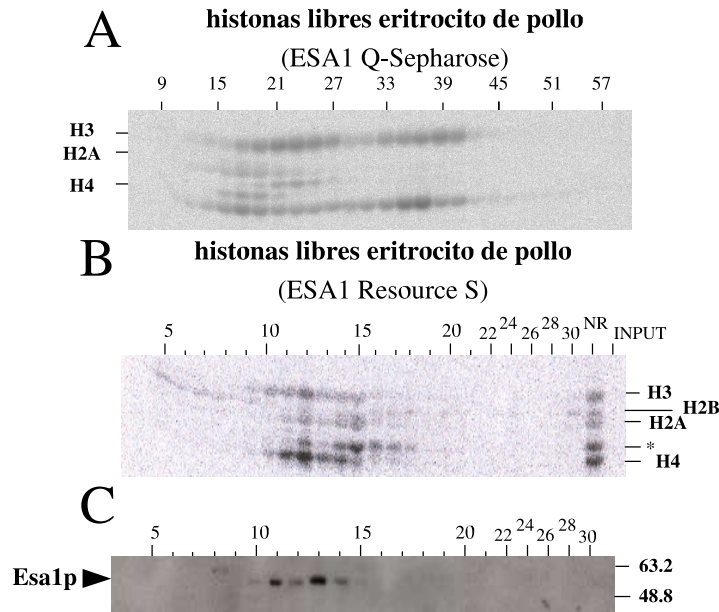 A
histonas libres eritrocito de pollo
(ESA1 Q-Sepharose)
9 15 21 27 33 39 45 51 57
H3
H2A
H4
B
histonas libres eritrocito de pollo
(ESA1 Resource S)
5 10 15 20 22 24 26 28 30 NR INPUT
H3
H2B
H2A
*
H4
C
5 10 15 20 22 24 26 28 30
Esa1p
63.2
48.8